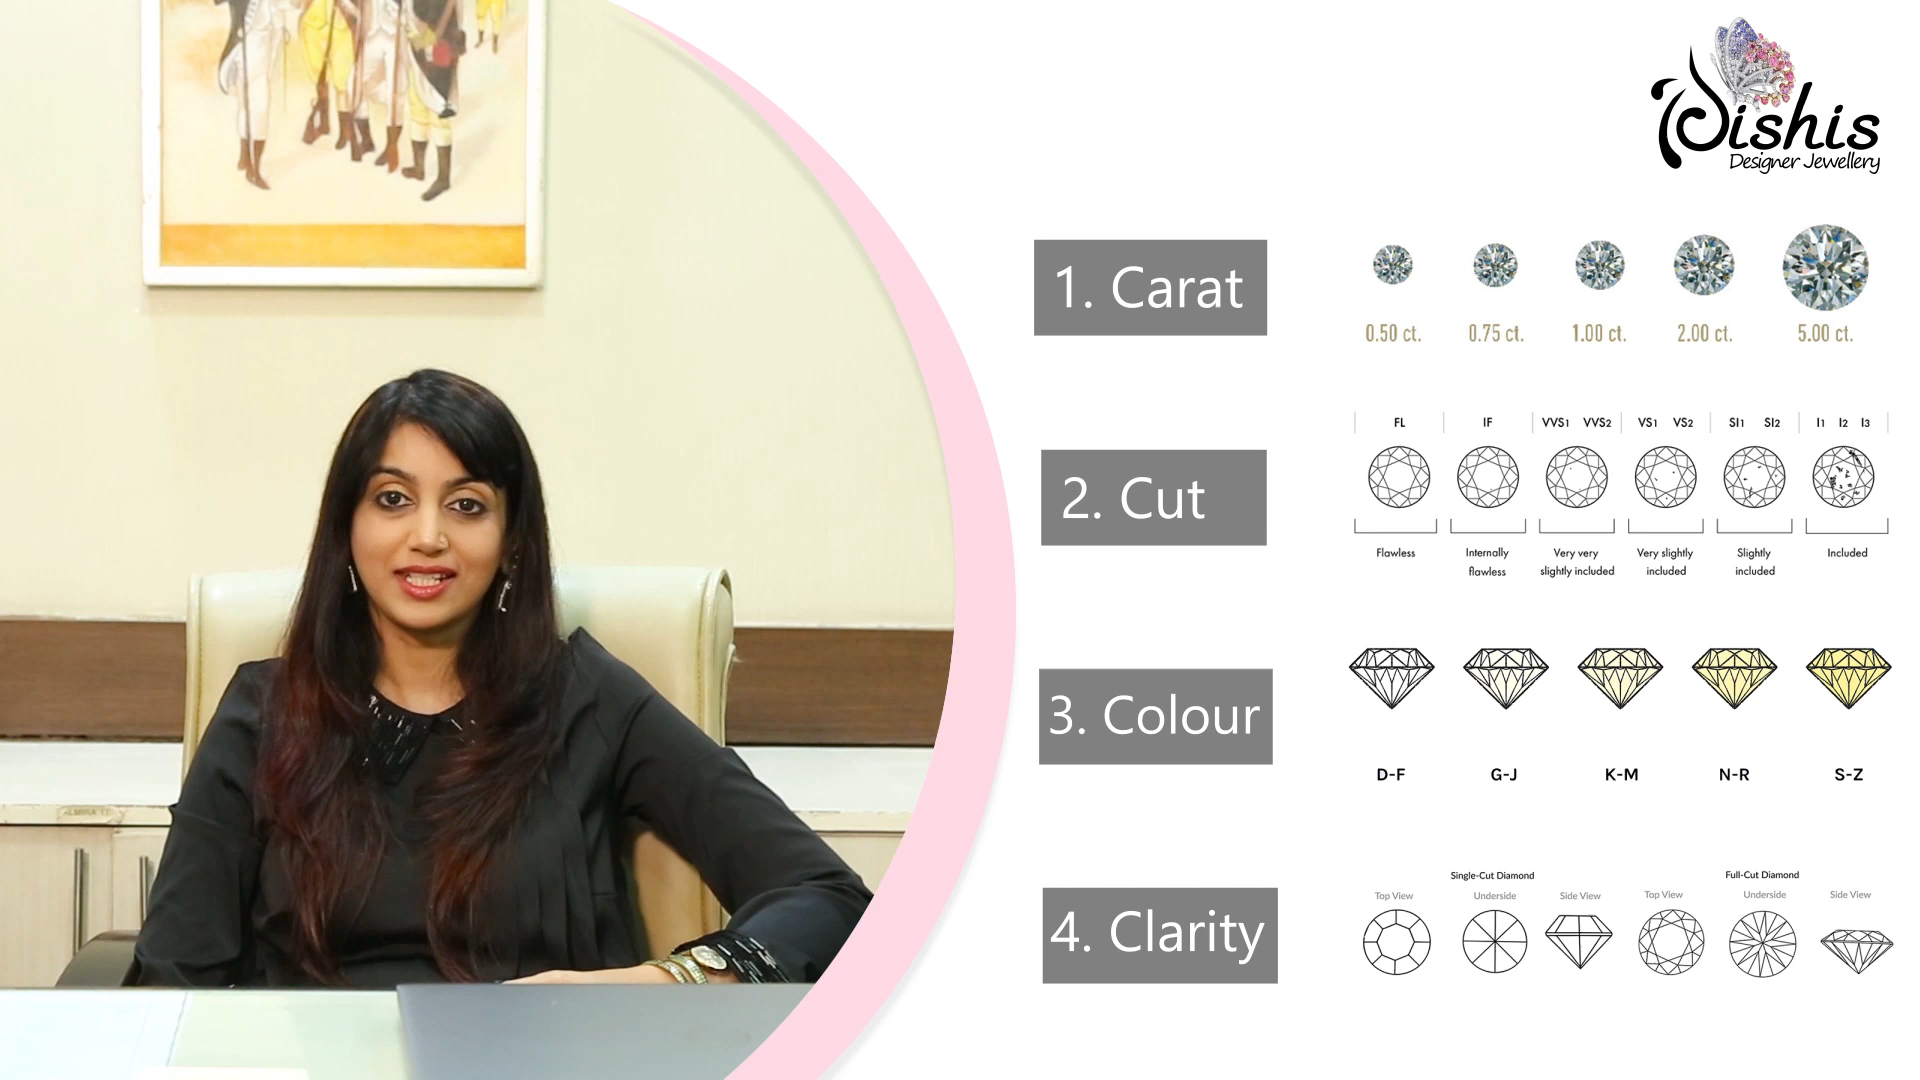 Dishis
Designer Jewellery
1. Carat
0.50 ct. 0.75 ct. 1.00 ct. 2.00 ct. 5.00 ct.
2. Cut
FL IF VVS1 VVS2 VS1 VS2 SI1 SI2 I1 I2 I3
Flawless Internally Very very Very slightly Slightly Included
flawless slightly included included included
3. Colour
D-F G-J K-M N-R S-Z
4. Clarity
Single-Cut Diamond Full-Cut Diamond
Top View Underside Side View Top View Underside Side View